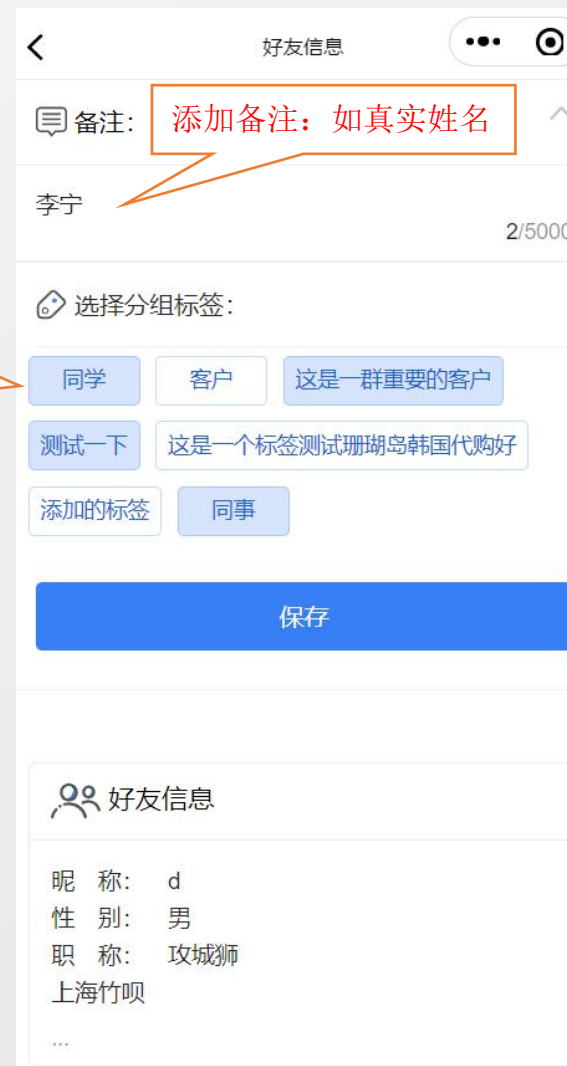 好友信息
备注：
添加备注：如真实姓名
李宁
2/5000
选择分组标签：
同学 客户 这是一群重要的客户
测试一下 这是一个标签测试珊瑚岛韩国代购好
添加的标签 同事
保存
好友信息
昵 称： d
性 别： 男
职 称： 攻城狮
上海竹呗
...